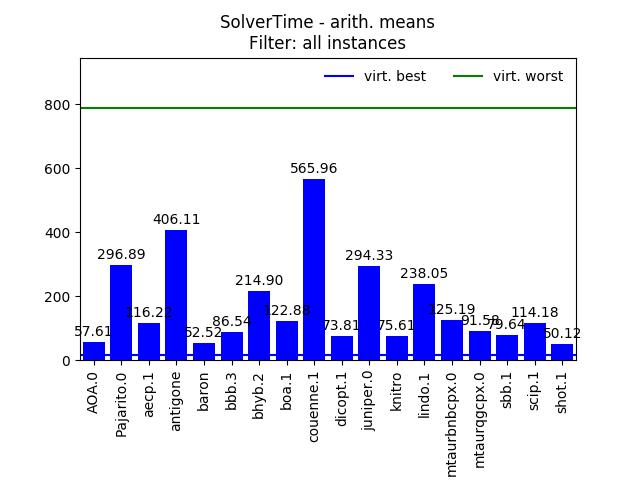 SolverTime - arith. means
Filter: all instances
virt. best
virt. worst
800
600
400
200
0
57.61
296.89
116.22
406.11
52.52
86.54
214.90
122.88
565.96
73.81
294.33
75.61
238.05
125.19
91.58
79.64
114.18
50.12
AOA.0
Pajarito.0
aecp.1
antigone
baron
bbb.3
bhyb.2
boa.1
couenne.1
dicopt.1
juniper.0
knitro
lindo.1
mtaurbnbcpx.0
mtaurqgcpx.0
sbb.1
scip.1
shot.1